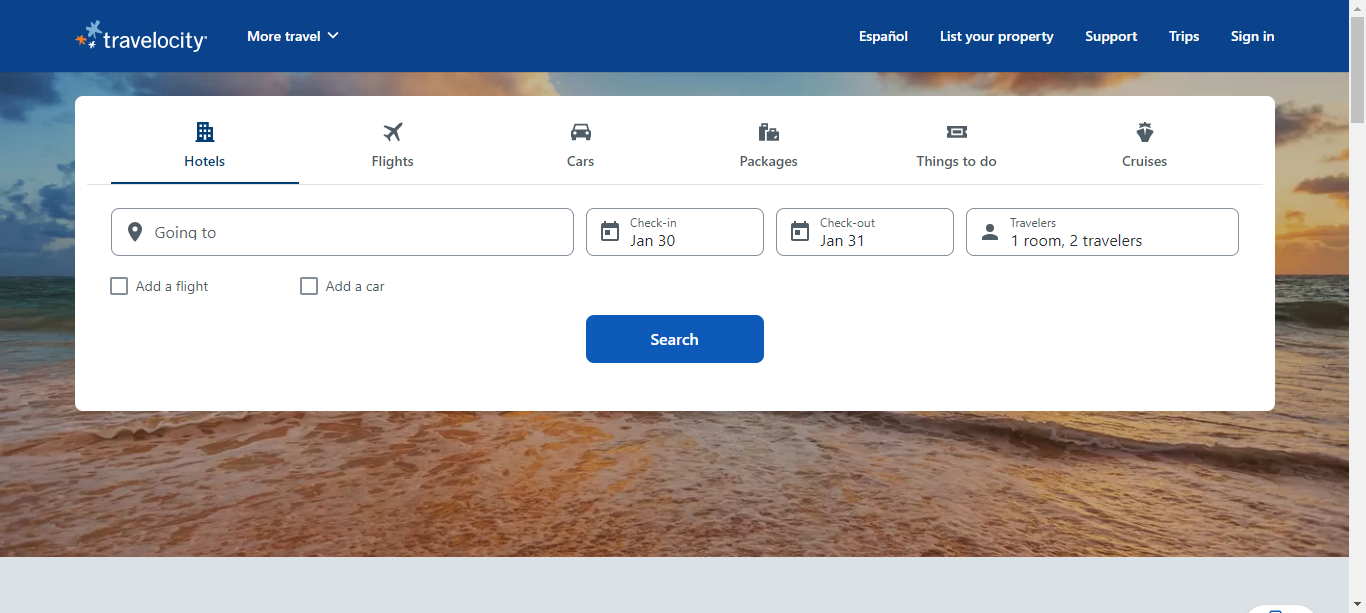 travelocity
More travel
Español
List your property
Support
Trips
Sign in
Hotels
Flights
Cars
Packages
Things to do
Cruises
Going to
Check-in
Jan 30
Check-out
Jan 31
Travelers
1 room, 2 travelers
Add a flight
Add a car
Search